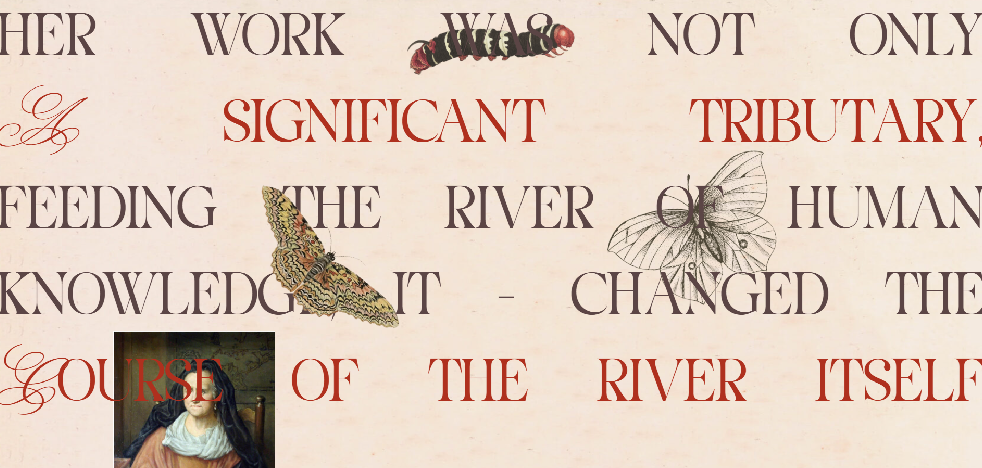 HER WORK WAS NOT ONLY
A SIGNIFICANT TRIBUTARY,
FEEDING THE RIVER OF HUMAN
KNOWLEDGE IT - CHANGED THE
COURSE OF THE RIVER ITSELF